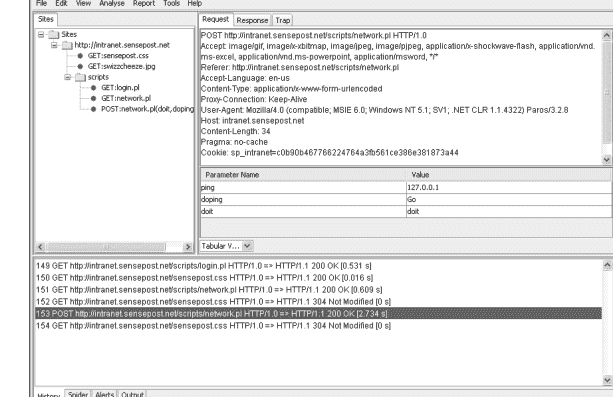 File Edit View Analyse Report Tools Help
Sites
Request Response Trap
Sites
http://intranet.sensepost.net
GET:sensepost.css
GET:swizzcheeze.jpg
scripts
GET:login.pl
GET:network.pl
POST:network.pl(doit,doping
POST http://intranet.sensepost.net/scripts/network.pl HTTP/1.0
Accept: image/gif, image/x-xbitmap, image/jpeg, image/pjpeg, application/x-shockwave-flash, application/vnd.
ms-excel, application/vnd.ms-powerpoint, application/msword, */*
Referer: http://intranet.sensepost.net/scripts/network.pl
Accept-Language: en-us
Content-Type: application/x-www-form-urlencoded
Proxy-Connection: Keep-Alive
User-Agent: Mozilla/4.0 (compatible; MSIE 6.0; Windows NT 5.1; SV1; .NET CLR 1.1.4322) Paros/3.2.8
Host: intranet.sensepost.net
Content-Length: 34
Pragma: no-cache
Cookie: sp_intranet=c0b90b467766224764a3fb561ce386e381873a44
Parameter Name Value
ping 127.0.0.1
doping Go
doit doit
Tabular V...
149 GET http://intranet.sensepost.net/scripts/login.pl HTTP/1.0 => HTTP/1.1 200 OK [0.531 s]
150 GET http://intranet.sensepost.net/sensepost.css HTTP/1.0 => HTTP/1.1 200 OK [0.016 s]
151 GET http://intranet.sensepost.net/scripts/network.pl HTTP/1.0 => HTTP/1.1 200 OK [0.609 s]
152 GET http://intranet.sensepost.net/sensepost.css HTTP/1.0 => HTTP/1.1 304 Not Modified [0 s]
153 POST http://intranet.sensepost.net/scripts/network.pl HTTP/1.0 => HTTP/1.1 200 OK [2.734 s]
154 GET http://intranet.sensepost.net/sensepost.css HTTP/1.0 => HTTP/1.1 304 Not Modified [0 s]
History Spider Alerts Output